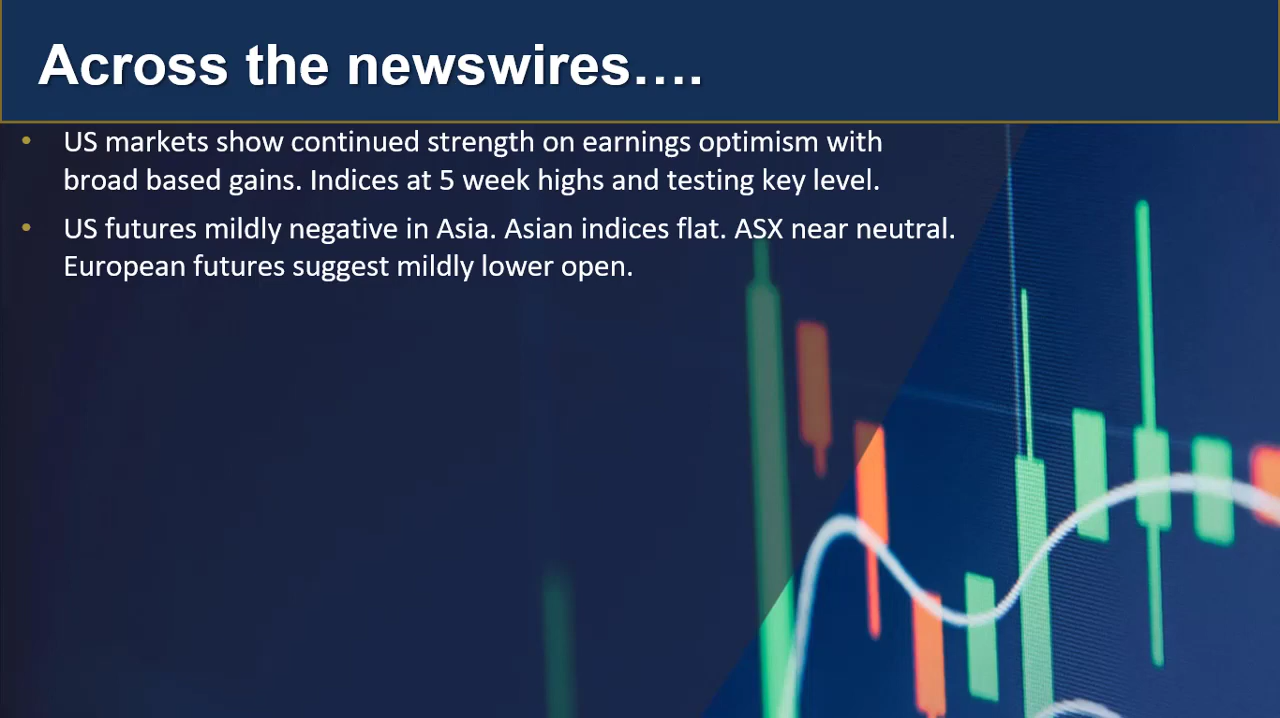 Across the newswires….
• US markets show continued strength on earnings optimism with
broad based gains. Indices at 5 week highs and testing key level.
• US futures mildly negative in Asia. Asian indices flat. ASX near neutral.
European futures suggest mildly lower open.